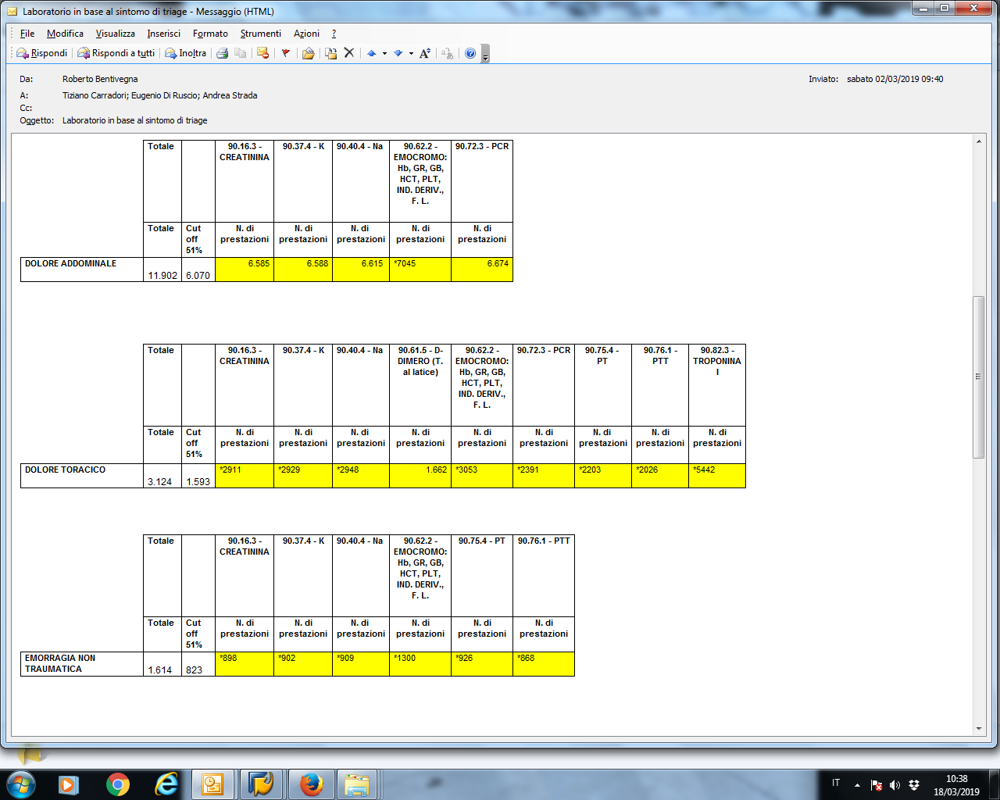 Laboratorio in base al sintomo di triage - Messaggio (HTML)
File Modifica Visualizza Inserisci Formato Strumenti Azioni ?
Rispondi Rispondi a tutti Inoltra
Da: Roberto Bentivegna Inviato: sabato 02/03/2019 09:40
A: Tiziano Carradori; Eugenio Di Ruscio; Andrea Strada
Cc:
Oggetto: Laboratorio in base al sintomo di triage
Totale 90.16.3 - 90.37.4 - K 90.40.4 - Na 90.62.2 - 90.72.3 - PCR
CREATININA EMOCROMO:
Hb, GR, GB,
HCT, PLT,
IND. DERIV.,
F. L.
Totale Cut N. di N. di N. di N. di N. di
off prestazioni prestazioni prestazioni prestazioni prestazioni
51%
DOLORE ADDOMINALE 6.585 6.588 6.615 *7045 6.674
11.902 6.070
Totale 90.16.3 - 90.37.4 - K 90.40.4 - Na 90.61.5 - D- 90.62.2 - 90.72.3 - PCR 90.75.4 - 90.76.1 - 90.82.3 -
CREATININA DIMERO (T. EMOCROMO: PT PTT TROPONINA
al latice) Hb, GR, GB, I
HCT, PLT,
IND. DERIV.,
F. L.
Totale Cut N. di N. di N. di N. di N. di N. di N. di N. di N. di
off prestazioni prestazioni prestazioni prestazioni prestazioni prestazioni prestazioni prestazioni prestazioni
51%
DOLORE TORACICO *2911 *2929 *2948 1.662 *3053 *2391 *2203 *2026 *5442
3.124 1.593
Totale 90.16.3 - 90.37.4 - K 90.40.4 - Na 90.62.2 - 90.75.4 - PT 90.76.1 - PTT
CREATININA EMOCROMO:
Hb, GR, GB,
HCT, PLT,
IND. DERIV.,
F. L.
Totale Cut N. di N. di N. di N. di N. di N. di
off prestazioni prestazioni prestazioni prestazioni prestazioni prestazioni
51%
EMORRAGIA NON *898 *902 *909 *1300 *926 *868
TRAUMATICA 1.614 823
IT 10:38
18/03/2019